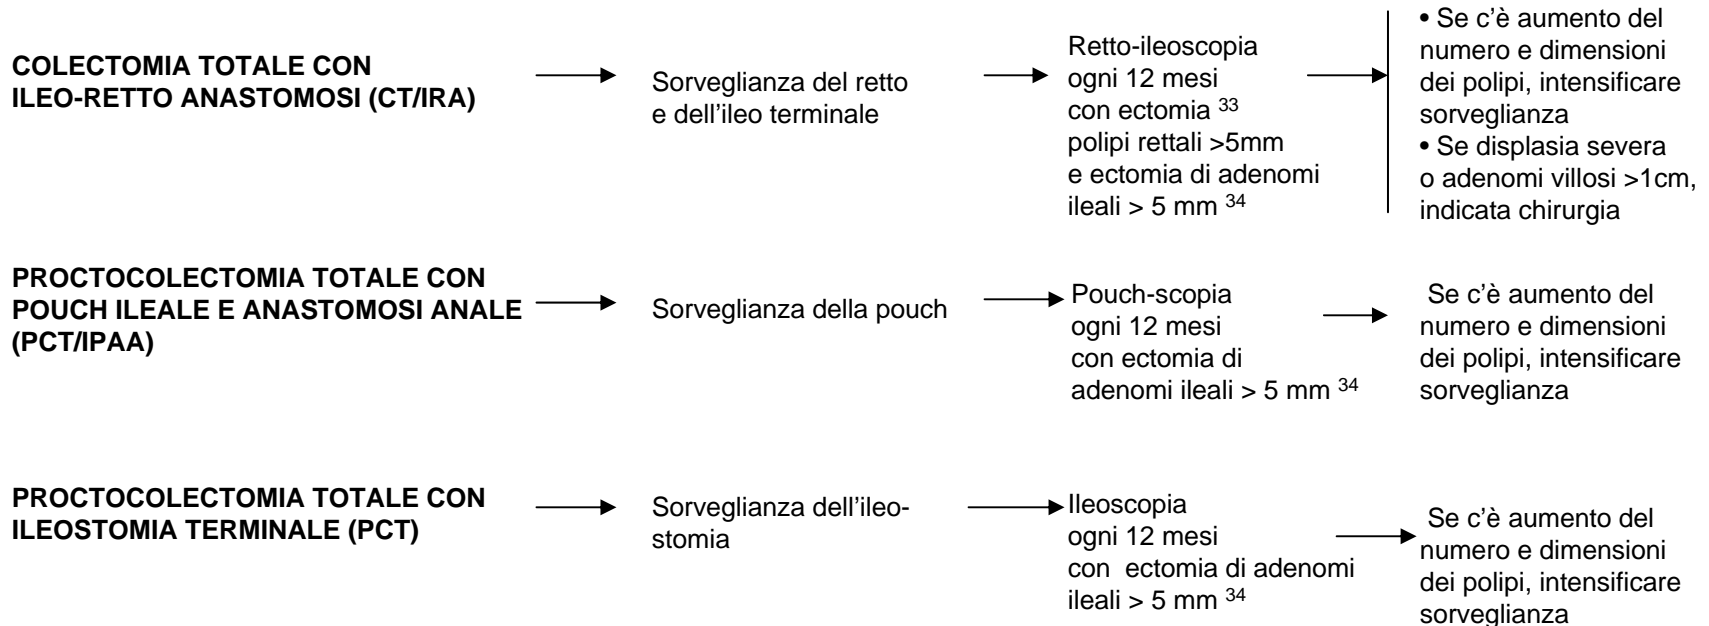 COLECTOMIA TOTALE CON
ILEO-RETTO ANASTOMOSI (CT/IRA)
Sorveglianza del retto
e dell'ileo terminale
Retto-ileoscopia
ogni 12 mesi
con ectomia 33
polipi rettali >5mm
e ectomia di adenomi
ileali > 5 mm 34
• Se c'è aumento del
numero e dimensioni
dei polipi, intensificare
sorveglianza
• Se displasia severa
o adenomi villosi >1cm,
indicata chirurgia
PROCTOCOLECTOMIA TOTALE CON
POUCH ILEALE E ANASTOMOSI ANALE
(PCT/IPAA)
Sorveglianza della pouch
Pouch-scopia
ogni 12 mesi
con ectomia di
adenomi ileali > 5 mm 34
Se c'è aumento del
numero e dimensioni
dei polipi, intensificare
sorveglianza
PROCTOCOLECTOMIA TOTALE CON
ILEOSTOMIA TERMINALE (PCT)
Sorveglianza dell'ileo-
stomia
Ileoscopia
ogni 12 mesi
con ectomia di adenomi
ileali > 5 mm 34
Se c'è aumento del
numero e dimensioni
dei polipi, intensificare
sorveglianza